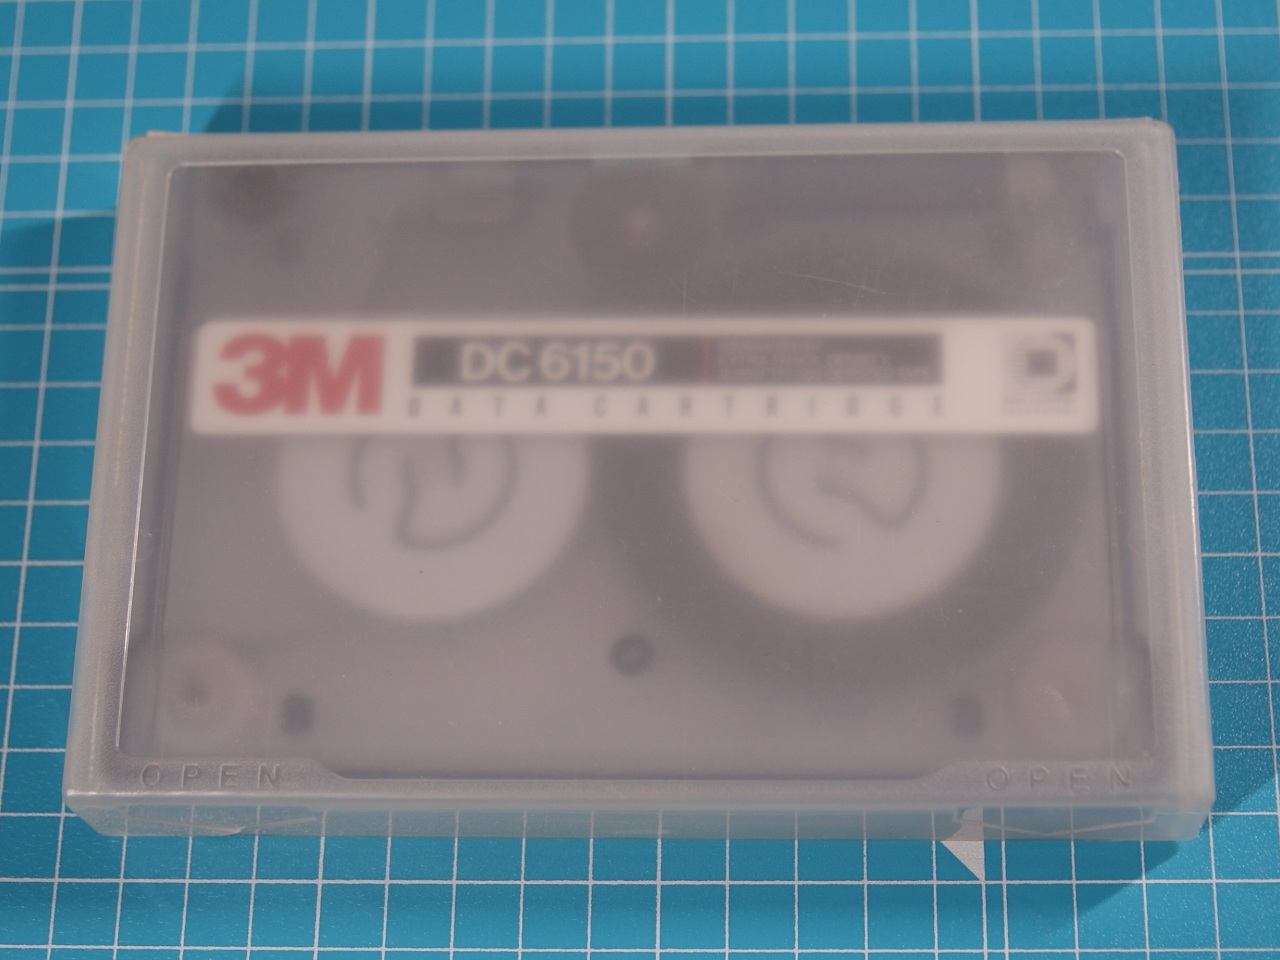 3M
DC 6150
DATA CARTRIDGE
OPEN OPEN